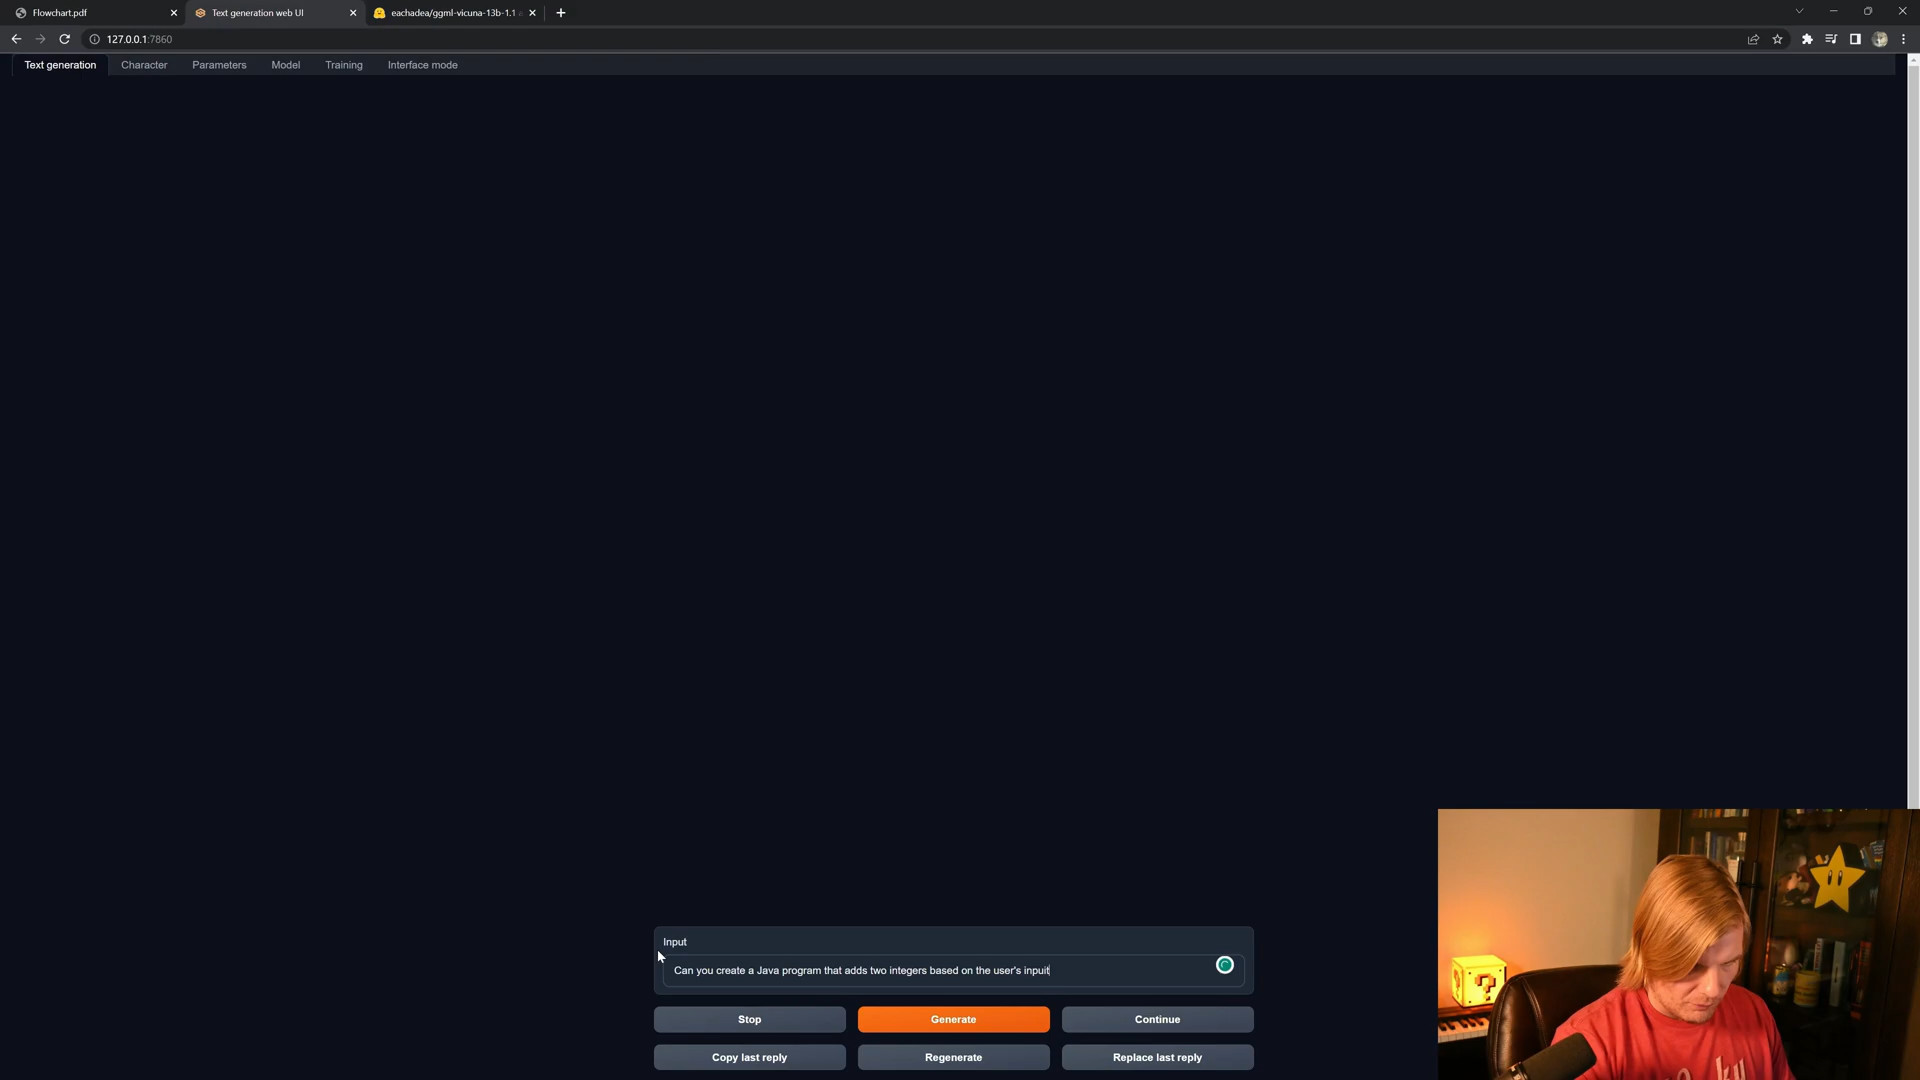 Flowchart.pdf
Text generation web UI
eachadea/ggml-vicuna-13b-1.1
127.0.0.1:7860
Text generation
Character
Parameters
Model
Training
Interface mode
Input
Can you create a Java program that adds two integers based on the user's inpuit
Stop
Generate
Continue
Copy last reply
Regenerate
Replace last reply